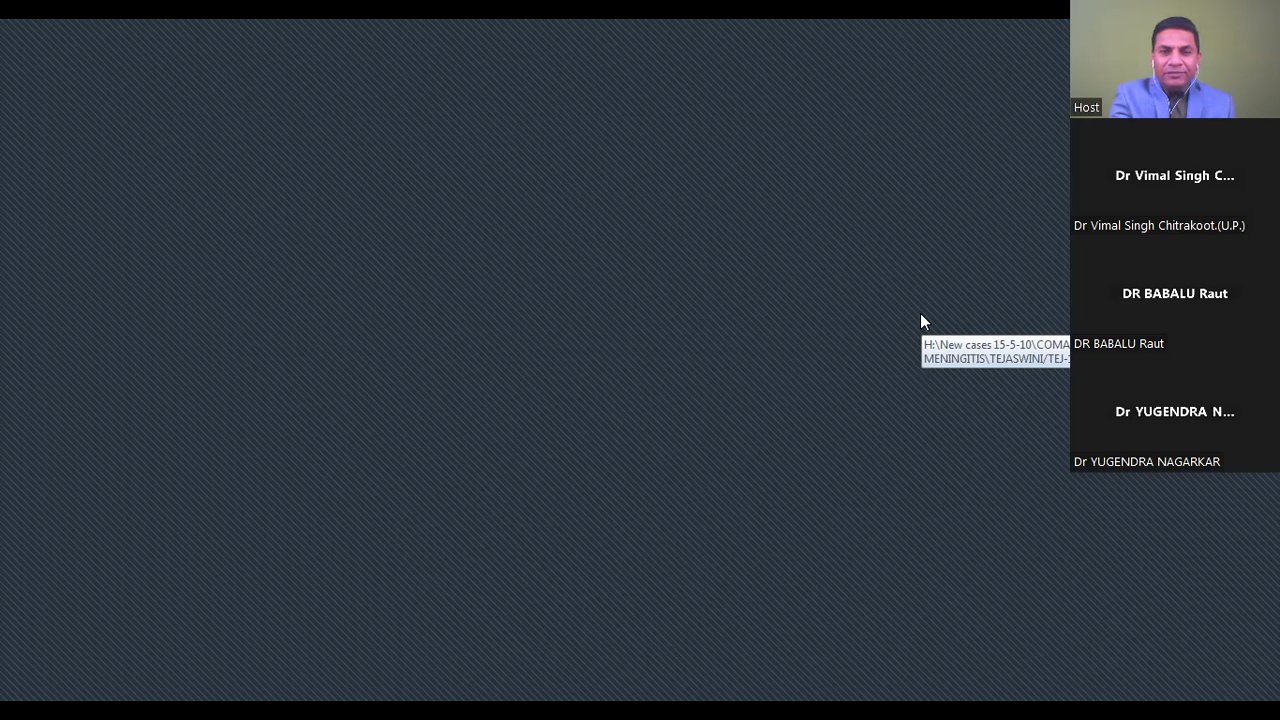 Host
Dr Vimal Singh C...
Dr Vimal Singh Chitrakoot.(U.P.)
DR BABALU Raut
DR BABALU Raut
H:\New cases 15-5-10\COMA
MENINGITIS\TEJASWINI/TEJ-
Dr YUGENDRA N...
Dr YUGENDRA NAGARKAR